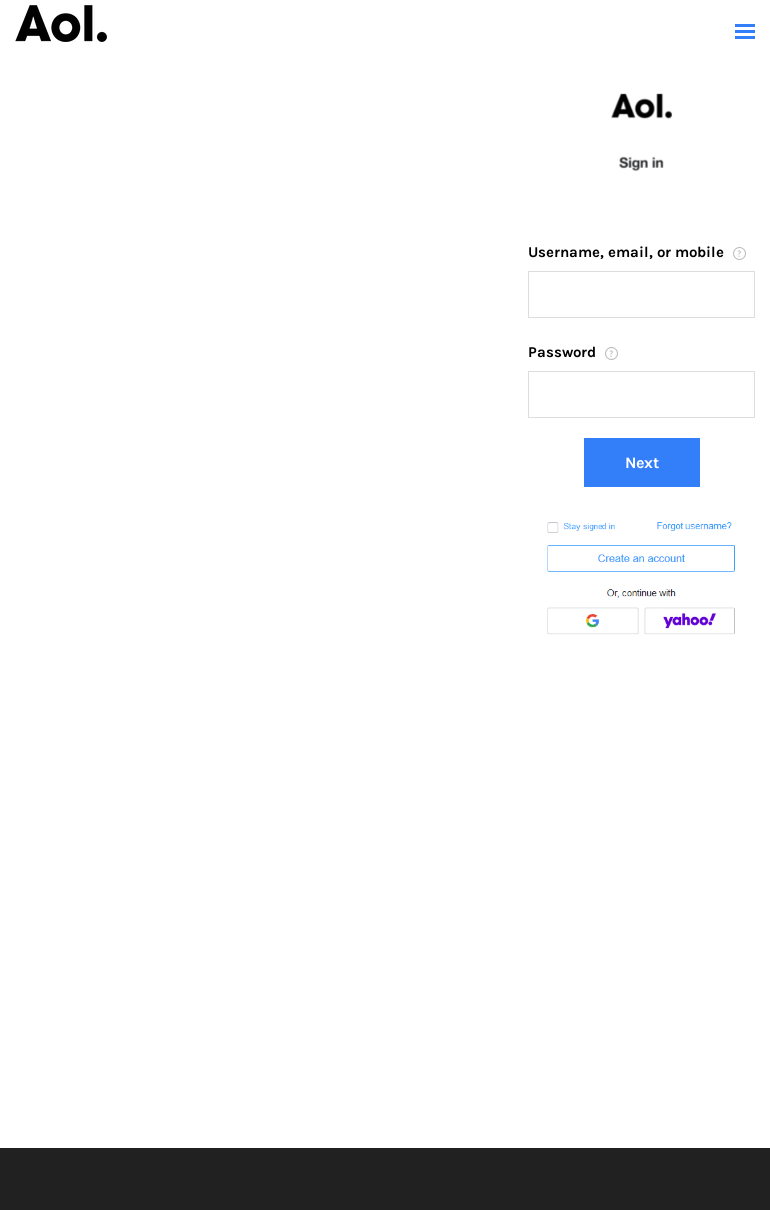 Aol.
Aol.
Sign in
Username, email, or mobile ?
Password ?
Next
Stay signed in Forgot username?
Create an account
Or, continue with
G yahoo!